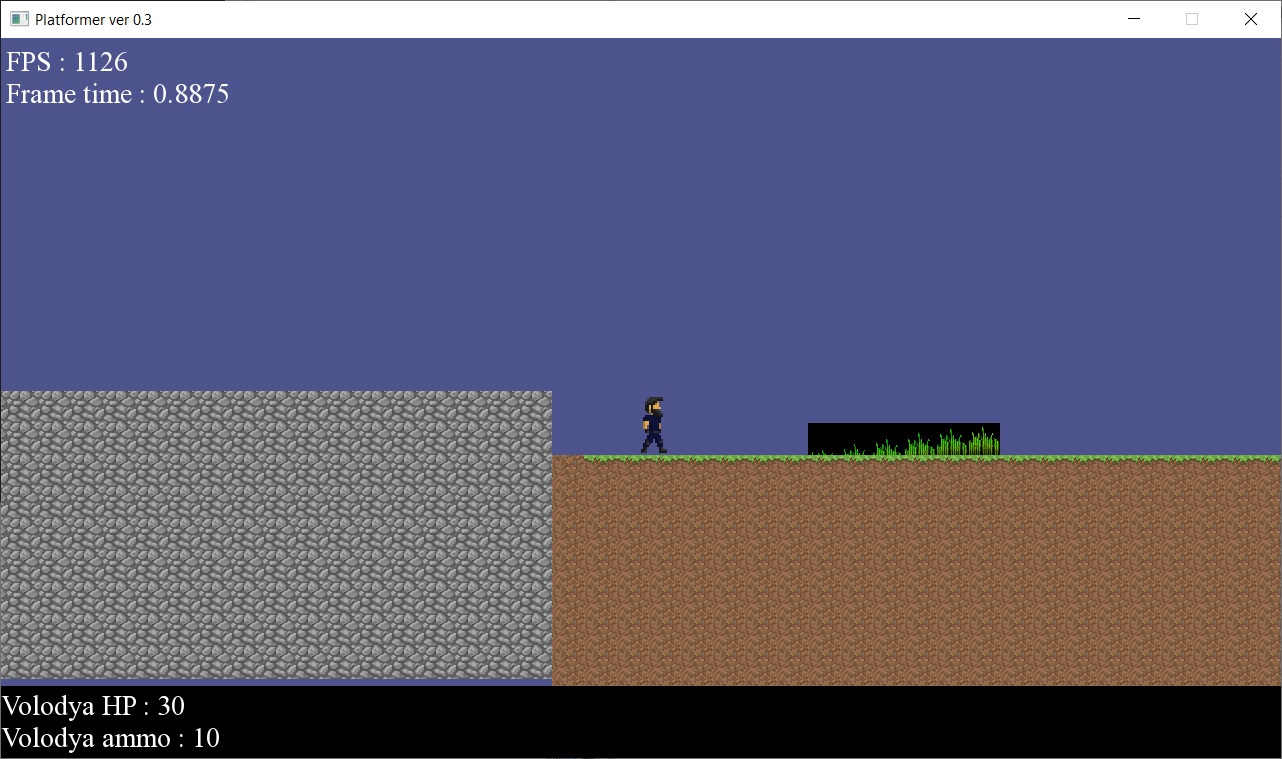 Platformer ver 0.3
FPS : 1126
Frame time : 0.8875
Volodya HP : 30
Volodya ammo : 10